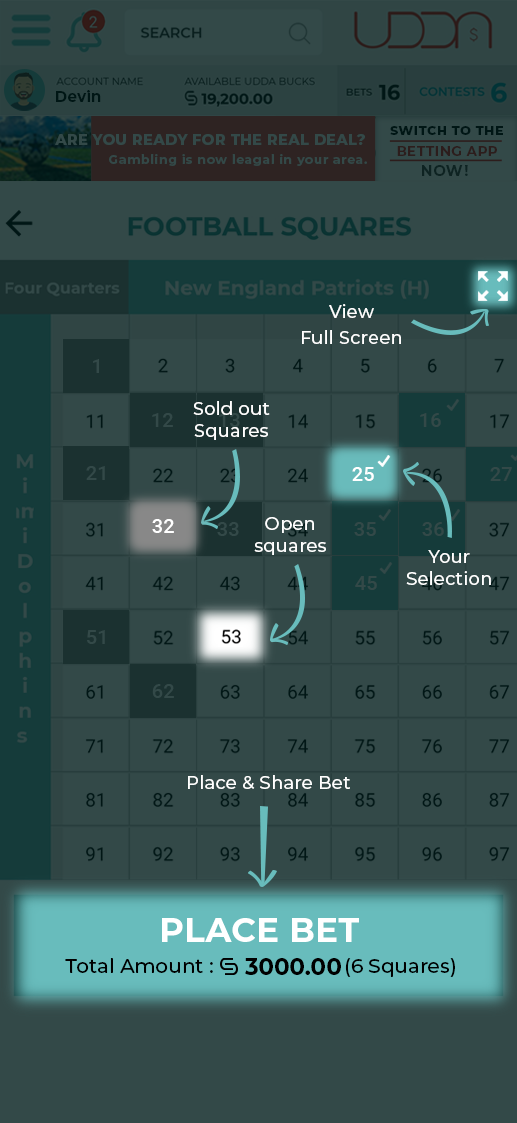 2
SEARCH
UDDA
$
ACCOUNT NAME
Devin
AVAILABLE UDDA BUCKS
19,200.00
BETS 16
CONTESTS 6
ARE YOU READY FOR THE REAL DEAL?
Gambling is now leagal in your area.
SWITCH TO THE
BETTING APP
NOW!
FOOTBALL SQUARES
Four Quarters
New England Patriots (H)
View
Full Screen
Miami Dolphins
1 2 3 4 5 6 7
Sold out
Squares
11 12 13 14 15 16 17
21 22 23 24 25 26 27
Open
squares
31 32 33 34 35 36 37
Your
Selection
41 42 43 44 45 46 47
51 52 53 54 55 56 57
61 62 63 64 65 66 67
71 72 73 74 75 76 77
Place & Share Bet
81 82 83 84 85 86 87
91 92 93 94 95 96 97
PLACE BET
Total Amount : 3000.00 (6 Squares)